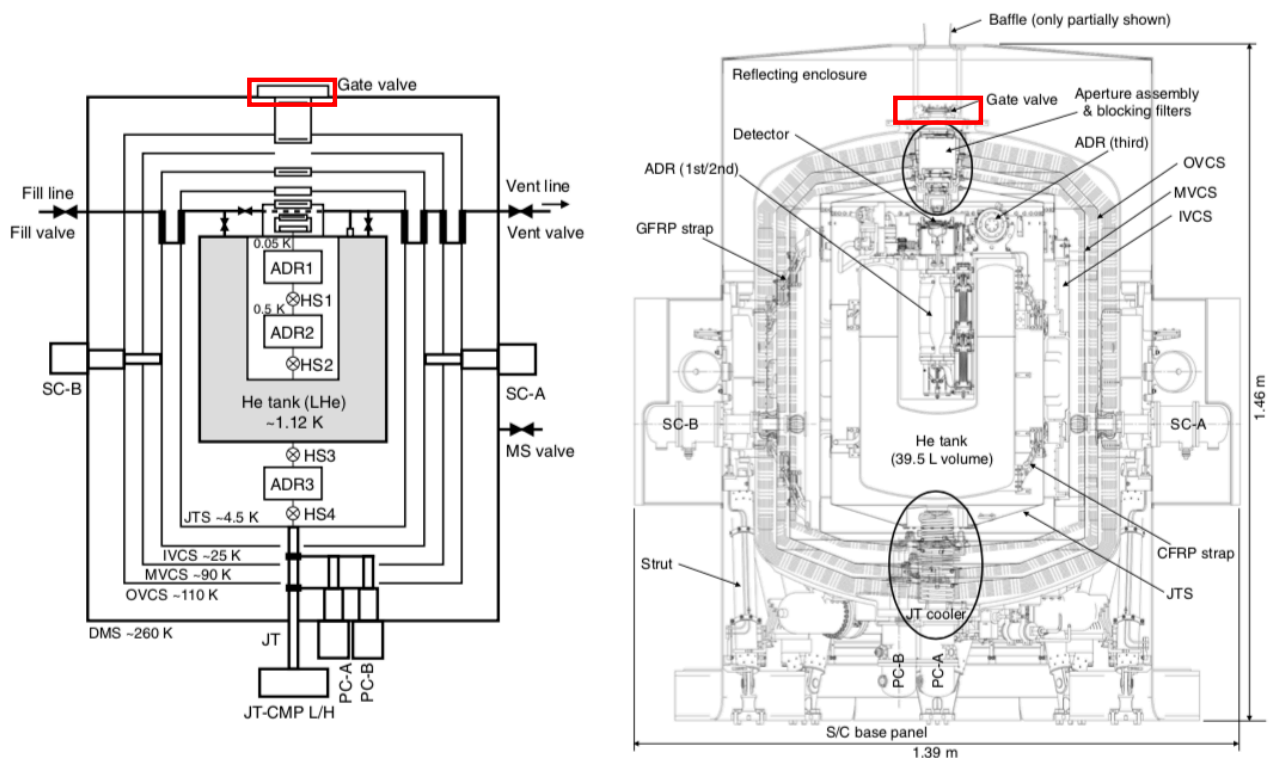 Gate valve
Fill line
Fill valve
Vent line
Vent valve
0.05 K
ADR1
HS1
0.5 K
ADR2
HS2
SC-B
SC-A
He tank (LHe)
~1.12 K
MS valve
HS3
ADR3
HS4
JTS ~4.5 K
IVCS ~25 K
MVCS ~90 K
OVCS ~110 K
DMS ~260 K
JT
PC-A
PC-B
JT-CMP L/H
Baffle (only partially shown)
Reflecting enclosure
Gate valve
Aperture assembly
& blocking filters
Detector
ADR (third)
ADR (1st/2nd)
OVCS
MVCS
IVCS
GFRP strap
SC-B
SC-A
He tank
(39.5 L volume)
1.46 m
CFRP strap
Strut
JTS
JT cooler
PC-B
PC-A
S/C base panel
1.39 m